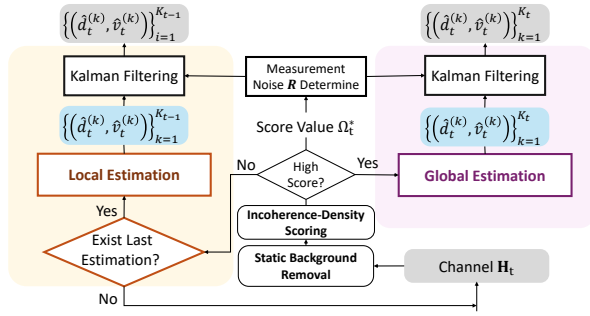 {(d̂_t^(k), v̂_t^(k))}_{i=1}^{K_{t-1}}
{(d̂_t^(k), v̂_t^(k))}_{k=1}^{K_t}
Kalman Filtering
Measurement
Noise R Determine
Kalman Filtering
{(d̂_t^(k), v̂_t^(k))}_{k=1}^{K_{t-1}}
Score Value Ω_t^*
{(d̂_t^(k), v̂_t^(k))}_{k=1}^{K_t}
Local Estimation
No
High
Score?
Yes
Global Estimation
Yes
Incoherence-Density
Scoring
Exist Last
Estimation?
Static Background
Removal
Channel H_t
No